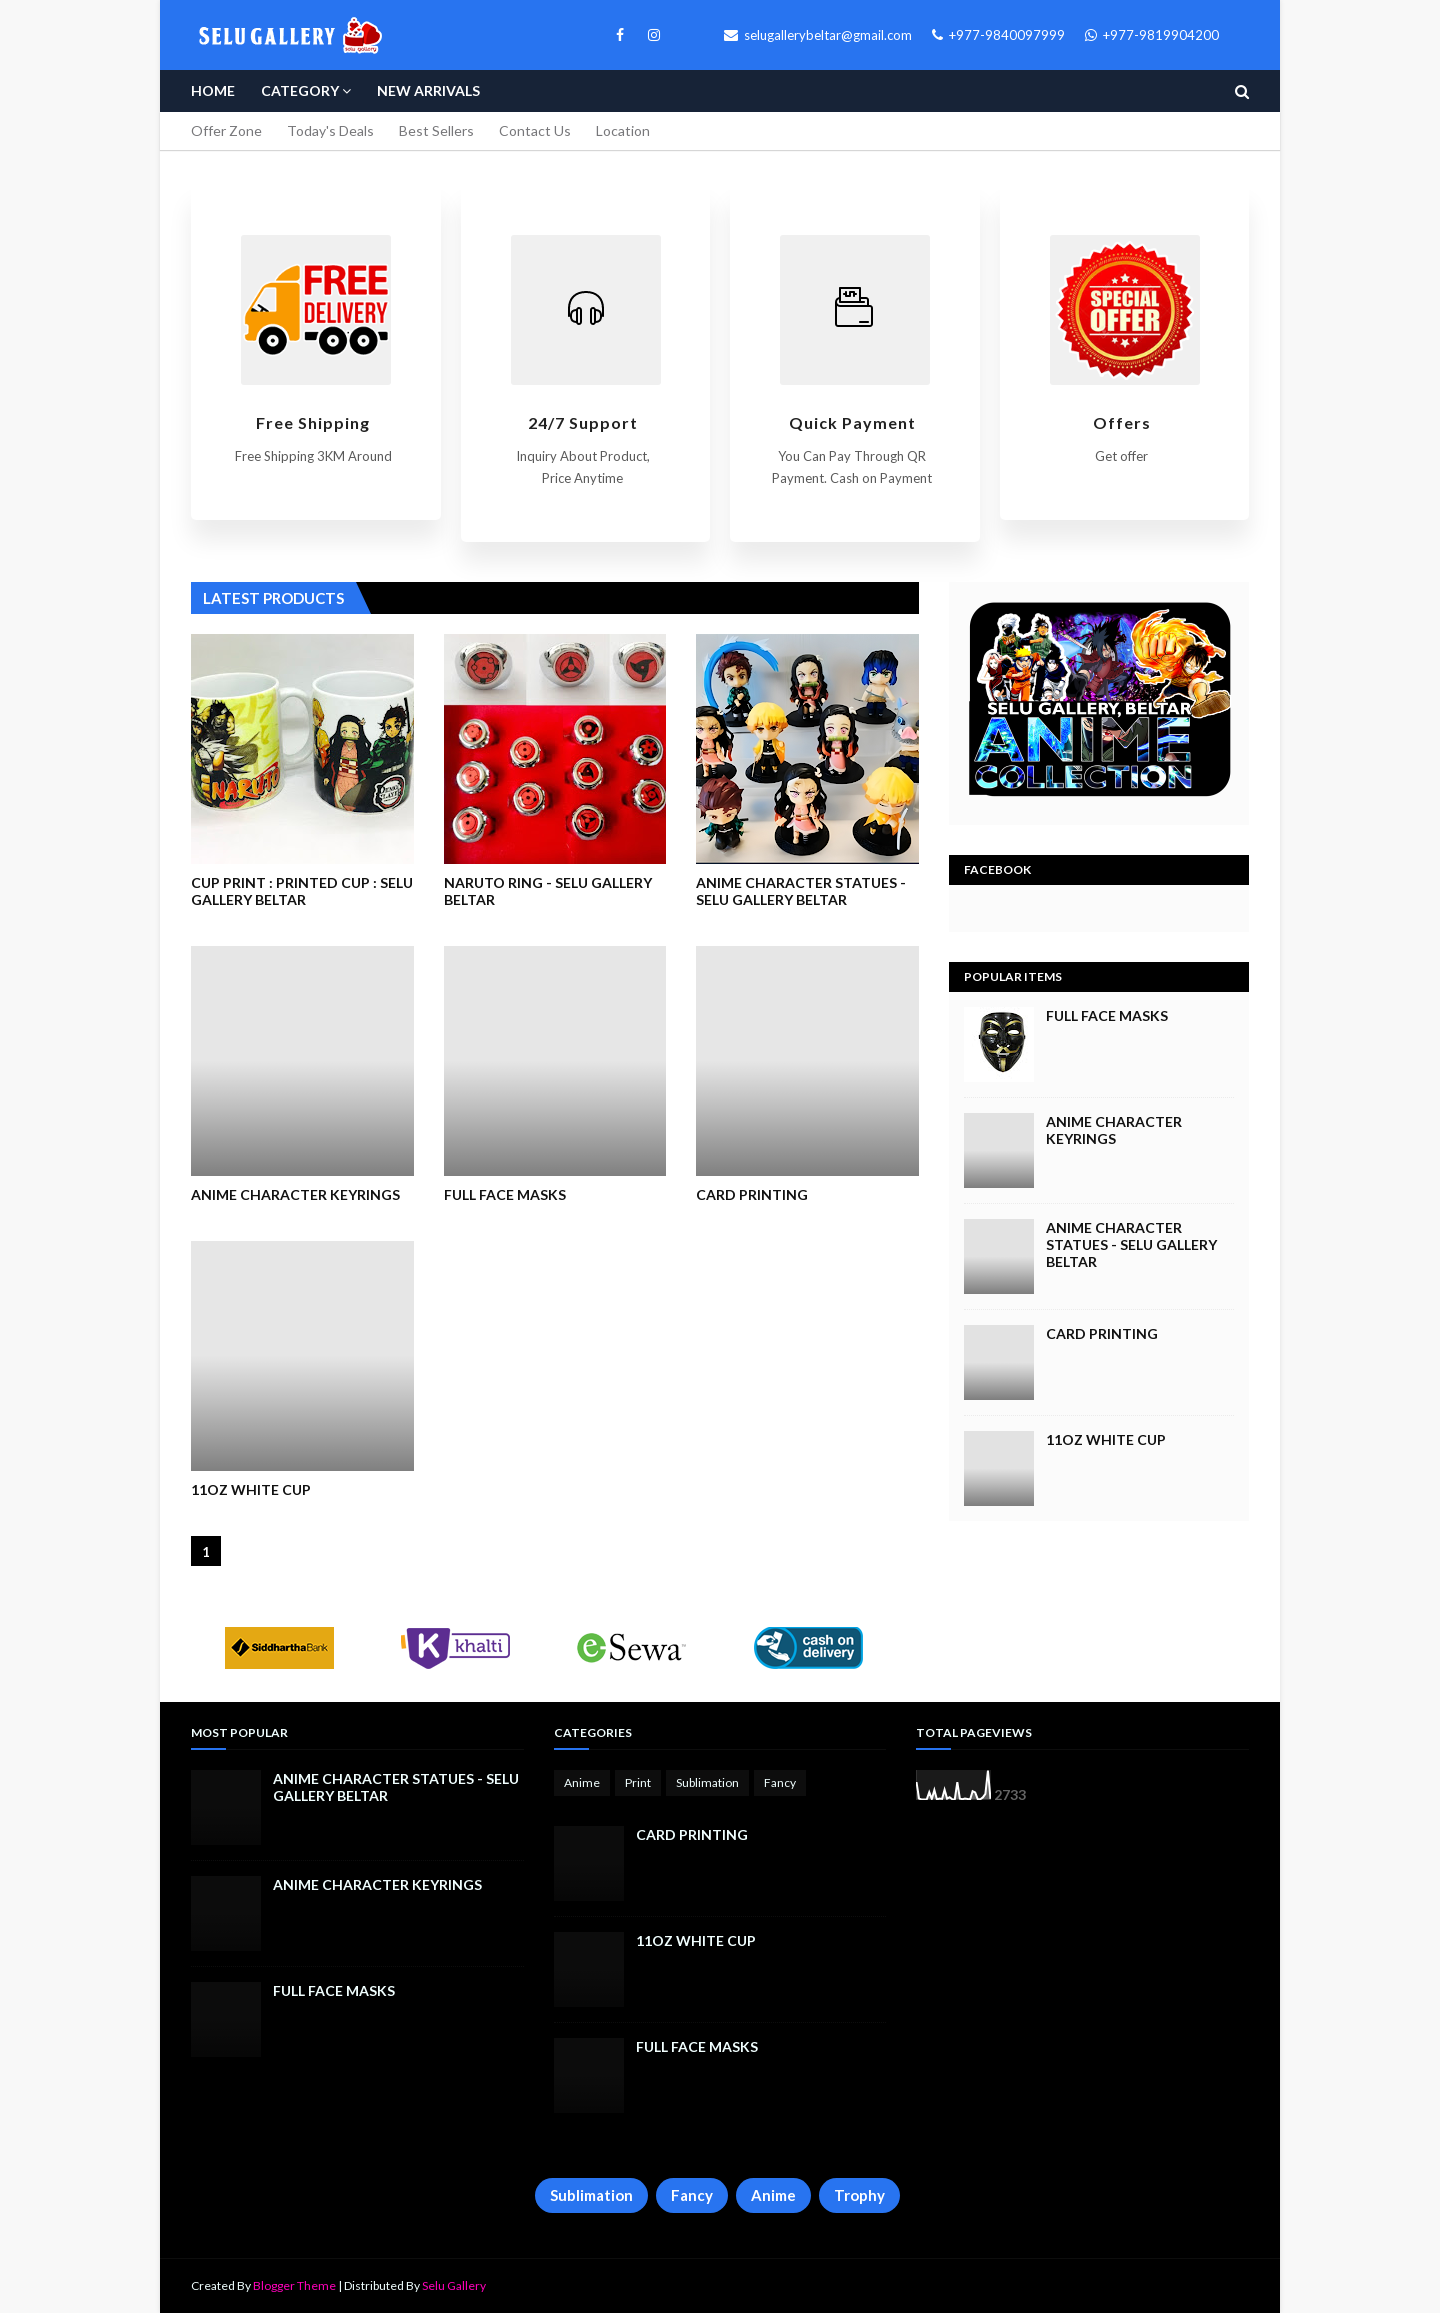 SELU GALLERY
selu gallery
selugallerybeltar@gmail.com
+977-9840097999
+977-9819904200
HOME
CATEGORY
NEW ARRIVALS
Offer Zone
Today's Deals
Best Sellers
Contact Us
Location
FREE
DELIVERY
SPECIAL
OFFER
Free Shipping
Free Shipping 3KM Around
24/7 Support
Inquiry About Product,
Price Anytime
Quick Payment
You Can Pay Through QR
Payment. Cash on Payment
Offers
Get offer
LATEST PRODUCTS
NARUTO
CUP PRINT : PRINTED CUP : SELU
GALLERY BELTAR
NARUTO RING - SELU GALLERY
BELTAR
ANIME CHARACTER STATUES -
SELU GALLERY BELTAR
ANIME CHARACTER KEYRINGS
FULL FACE MASKS
CARD PRINTING
11OZ WHITE CUP
1
SELU GALLERY, BELTAR
ANIME
COLLECTION
FACEBOOK
POPULAR ITEMS
FULL FACE MASKS
ANIME CHARACTER
KEYRINGS
ANIME CHARACTER
STATUES - SELU GALLERY
BELTAR
CARD PRINTING
11OZ WHITE CUP
SiddharthaBank
K khalti
eSewa
cash on
delivery
MOST POPULAR
ANIME CHARACTER STATUES - SELU
GALLERY BELTAR
ANIME CHARACTER KEYRINGS
FULL FACE MASKS
CATEGORIES
Anime
Print
Sublimation
Fancy
CARD PRINTING
11OZ WHITE CUP
FULL FACE MASKS
TOTAL PAGEVIEWS
2733
Sublimation
Fancy
Anime
Trophy
Created By Blogger Theme | Distributed By Selu Gallery